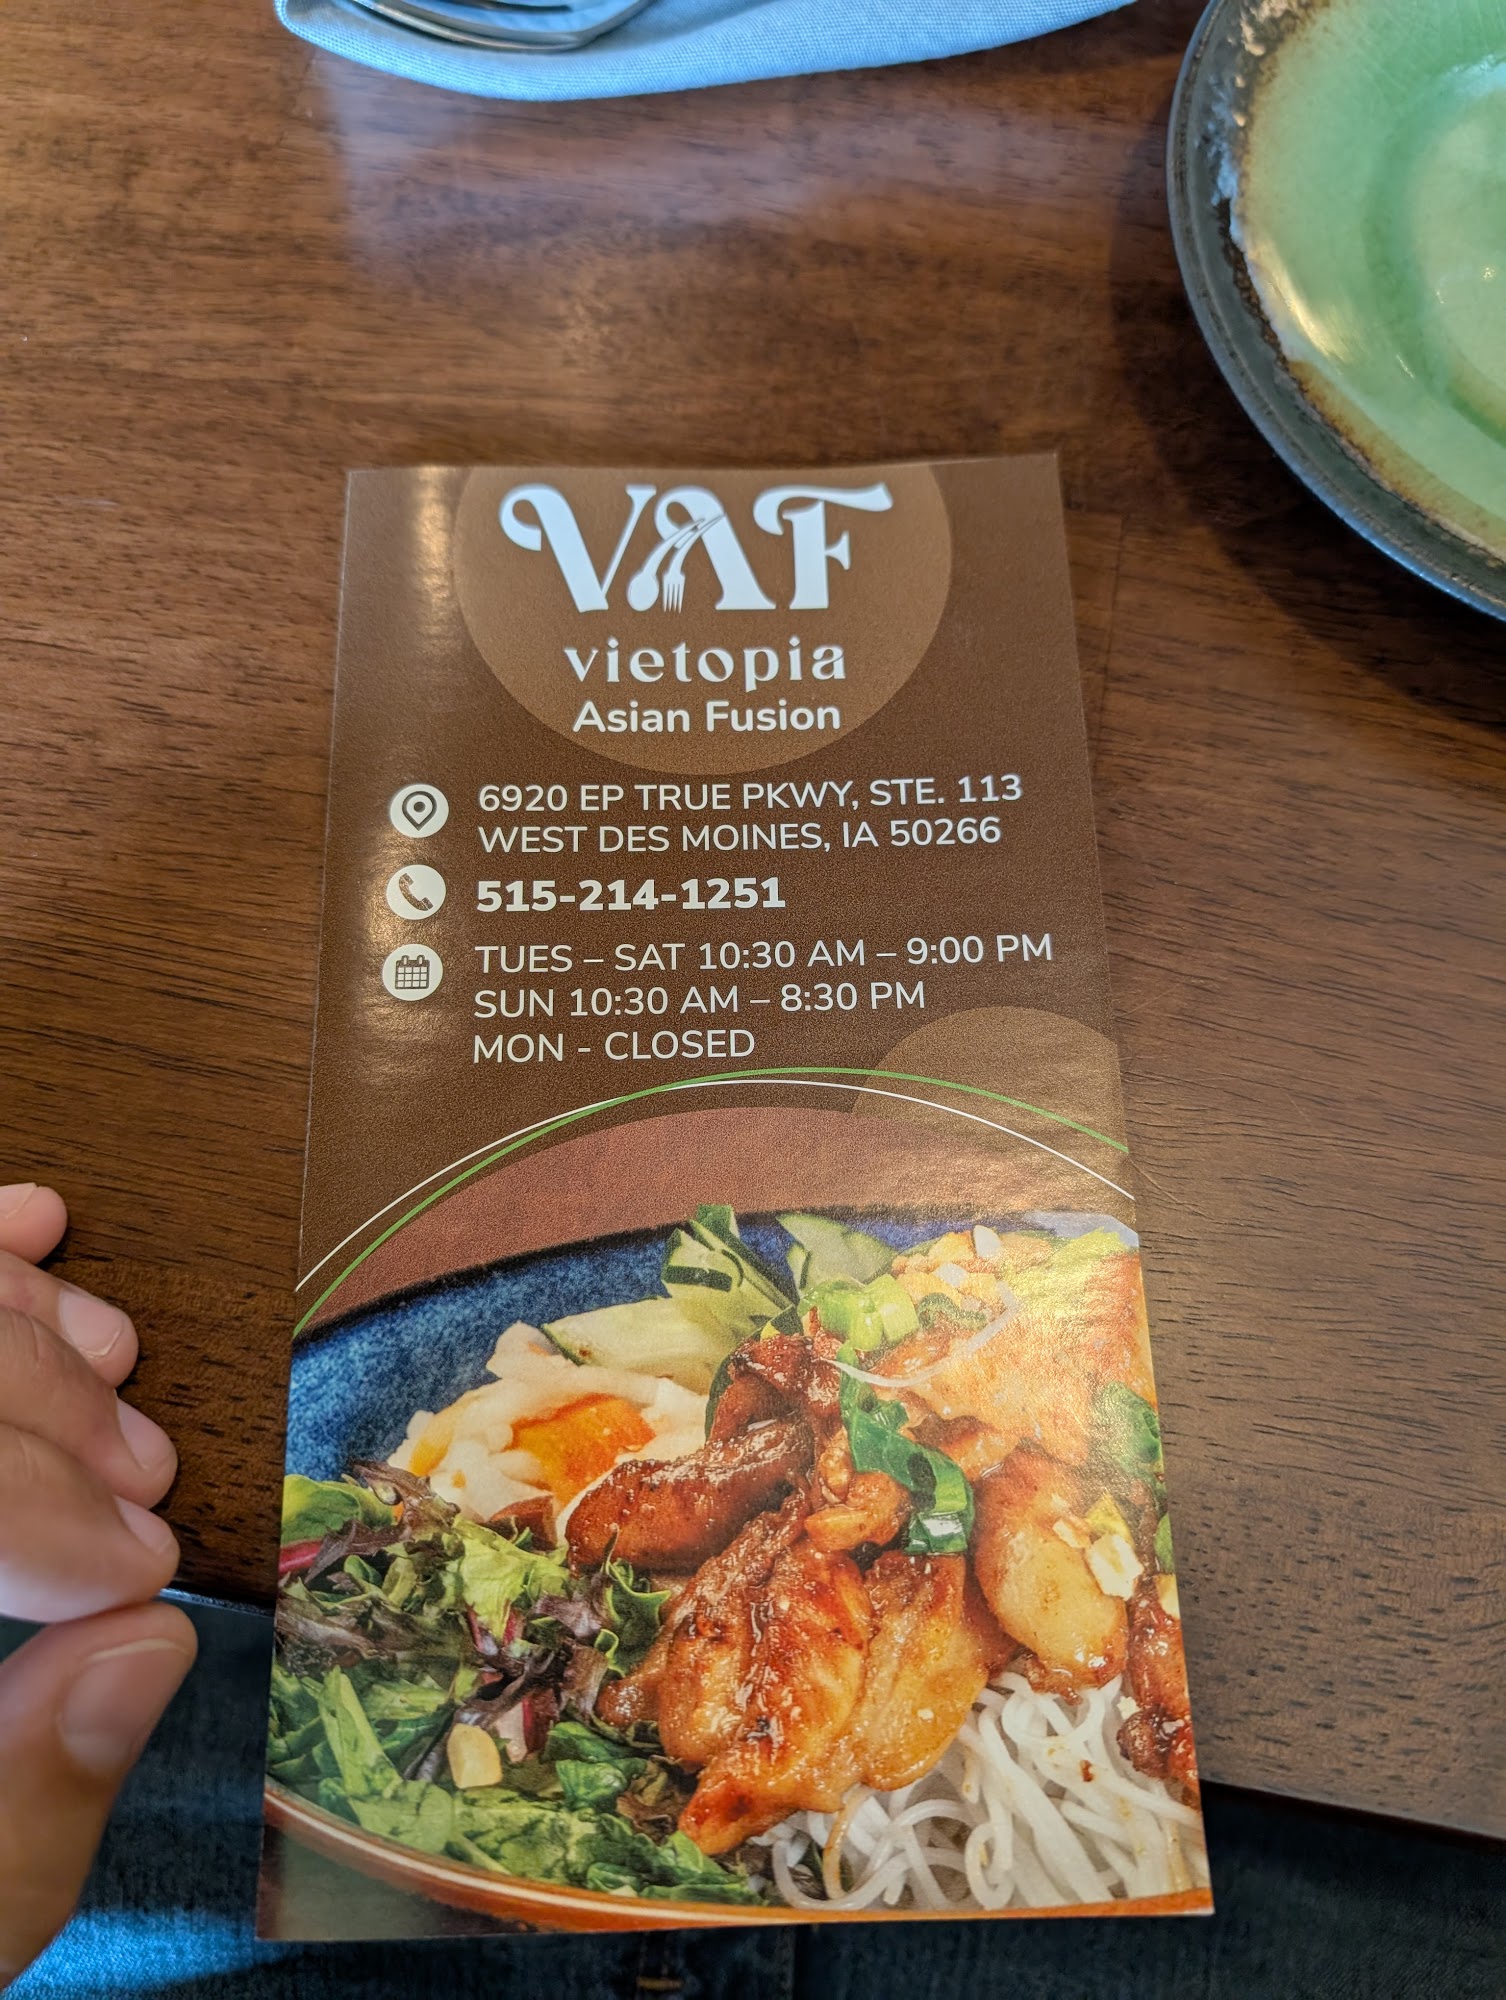 VAF
vietopia
Asian Fusion
6920 EP TRUE PKWY, STE. 113
WEST DES MOINES, IA 50266
515-214-1251
TUES – SAT 10:30 AM – 9:00 PM
SUN 10:30 AM – 8:30 PM
MON - CLOSED